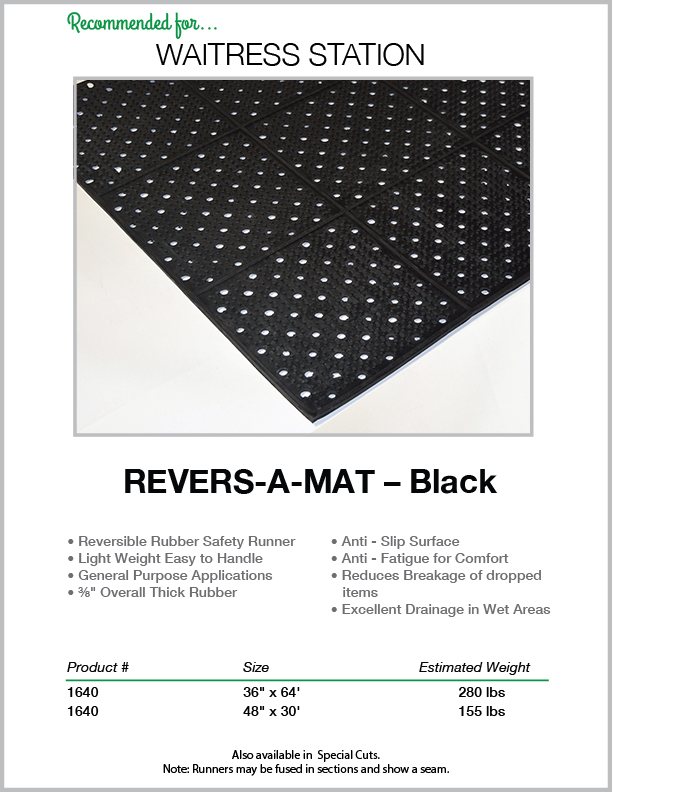 Recommended for...
WAITRESS STATION
REVERS-A-MAT – Black
• Reversible Rubber Safety Runner
• Light Weight Easy to Handle
• General Purpose Applications
• ⅜" Overall Thick Rubber
• Anti - Slip Surface
• Anti - Fatigue for Comfort
• Reduces Breakage of dropped
items
• Excellent Drainage in Wet Areas
Product # Size Estimated Weight
1640 36" x 64' 280 lbs
1640 48" x 30' 155 lbs
Also available in Special Cuts.
Note: Runners may be fused in sections and show a seam.